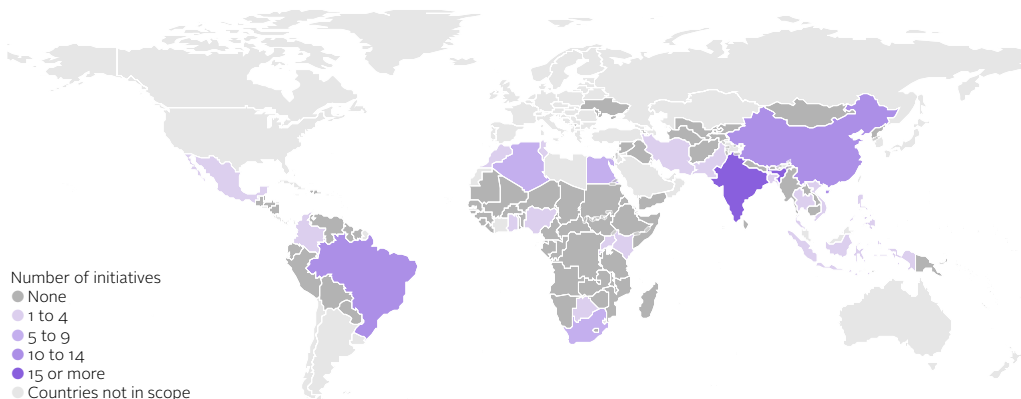 Number of initiatives
None
1 to 4
5 to 9
10 to 14
15 or more
Countries not in scope